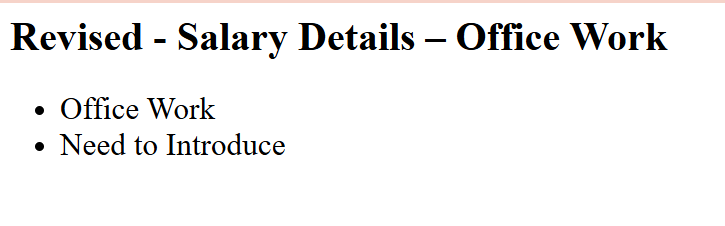 Revised - Salary Details – Office Work
• Office Work
• Need to Introduce